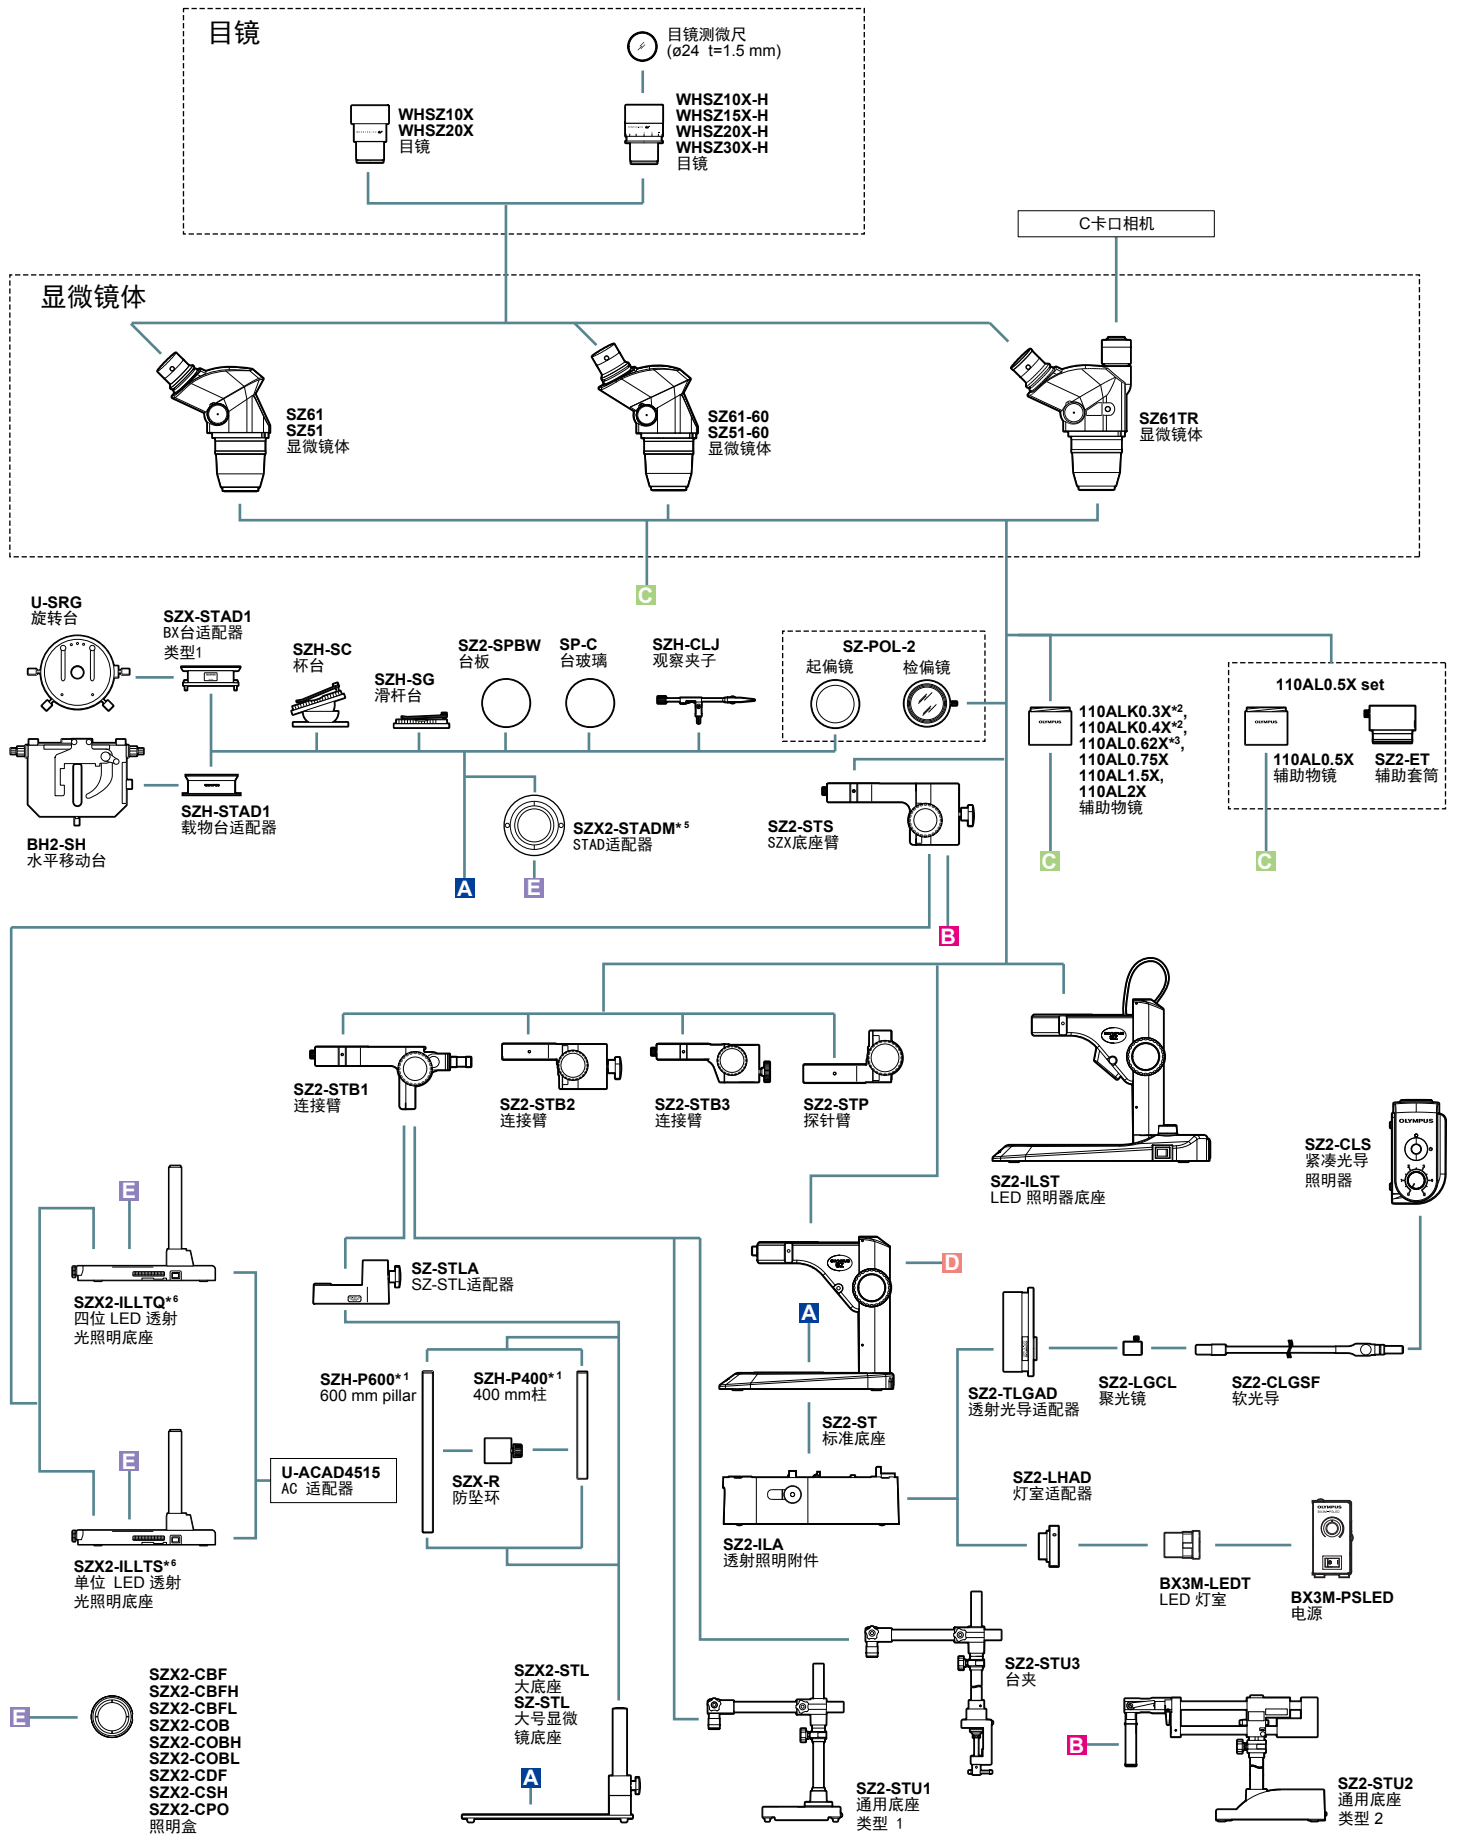 目镜
目镜测微尺
(ø24  t=1.5 mm)
WHSZ10X
WHSZ20X
目镜
WHSZ10X-H
WHSZ15X-H
WHSZ20X-H
WHSZ30X-H
目镜
C卡口相机
显微镜体
SZ61
SZ51
显微镜体
SZ61-60
SZ51-60
显微镜体
SZ61TR
显微镜体
C
U-SRG
旋转台
SZX-STAD1
BX台适配器
类型1
SZH-SC
杯台
SZH-SG
滑杆台
SZ2-SPBW
台板
SP-C
台玻璃
SZH-CLJ
观察夹子
SZ-POL-2
起偏镜
检偏镜
OLYMPUS
110ALK0.3X*2,
110ALK0.4X*2,
110AL0.62X*3,
110AL0.75X
110AL1.5X,
110AL2X
辅助物镜
110AL0.5X set
OLYMPUS
110AL0.5X
辅助物镜
SZ2-ET
辅助套筒
BH2-SH
水平移动台
SZH-STAD1
载物台适配器
SZX2-STADM*5
STAD适配器
SZ2-STS
SZX底座臂
A
E
B
C
C
SZ2-STB1
连接臂
SZ2-STB2
连接臂
SZ2-STB3
连接臂
SZ2-STP
探针臂
SZ2-ILST
LED 照明器底座
OLYMPUS
SZ2-CLS
紧凑光导
照明器
E
SZX2-ILLTQ*6
四位 LED 透射
光照明底座
SZ-STLA
SZ-STL适配器
D
A
SZH-P600*1
600 mm pillar
SZH-P400*1
400 mm柱
SZX-R
防坠环
SZ2-ST
标准底座
SZ2-TLGAD
透射光导适配器
SZ2-LGCL
聚光镜
SZ2-CLGSF
软光导
E
U-ACAD4515
AC 适配器
SZX2-ILLTS*6
单位 LED 透射
光照明底座
SZ2-ILA
透射照明附件
SZ2-LHAD
灯室适配器
BX3M-LEDT
LED 灯室
OLYMPUS
BX3M-PSLED
电源
E
SZX2-CBF
SZX2-CBFH
SZX2-CBFL
SZX2-COB
SZX2-COBH
SZX2-COBL
SZX2-CDF
SZX2-CSH
SZX2-CPO
照明盒
SZX2-STL
大底座
SZ-STL
大号显微
镜底座
A
SZ2-STU3
台夹
SZ2-STU1
通用底座
类型 1
B
SZ2-STU2
通用底座
类型 2